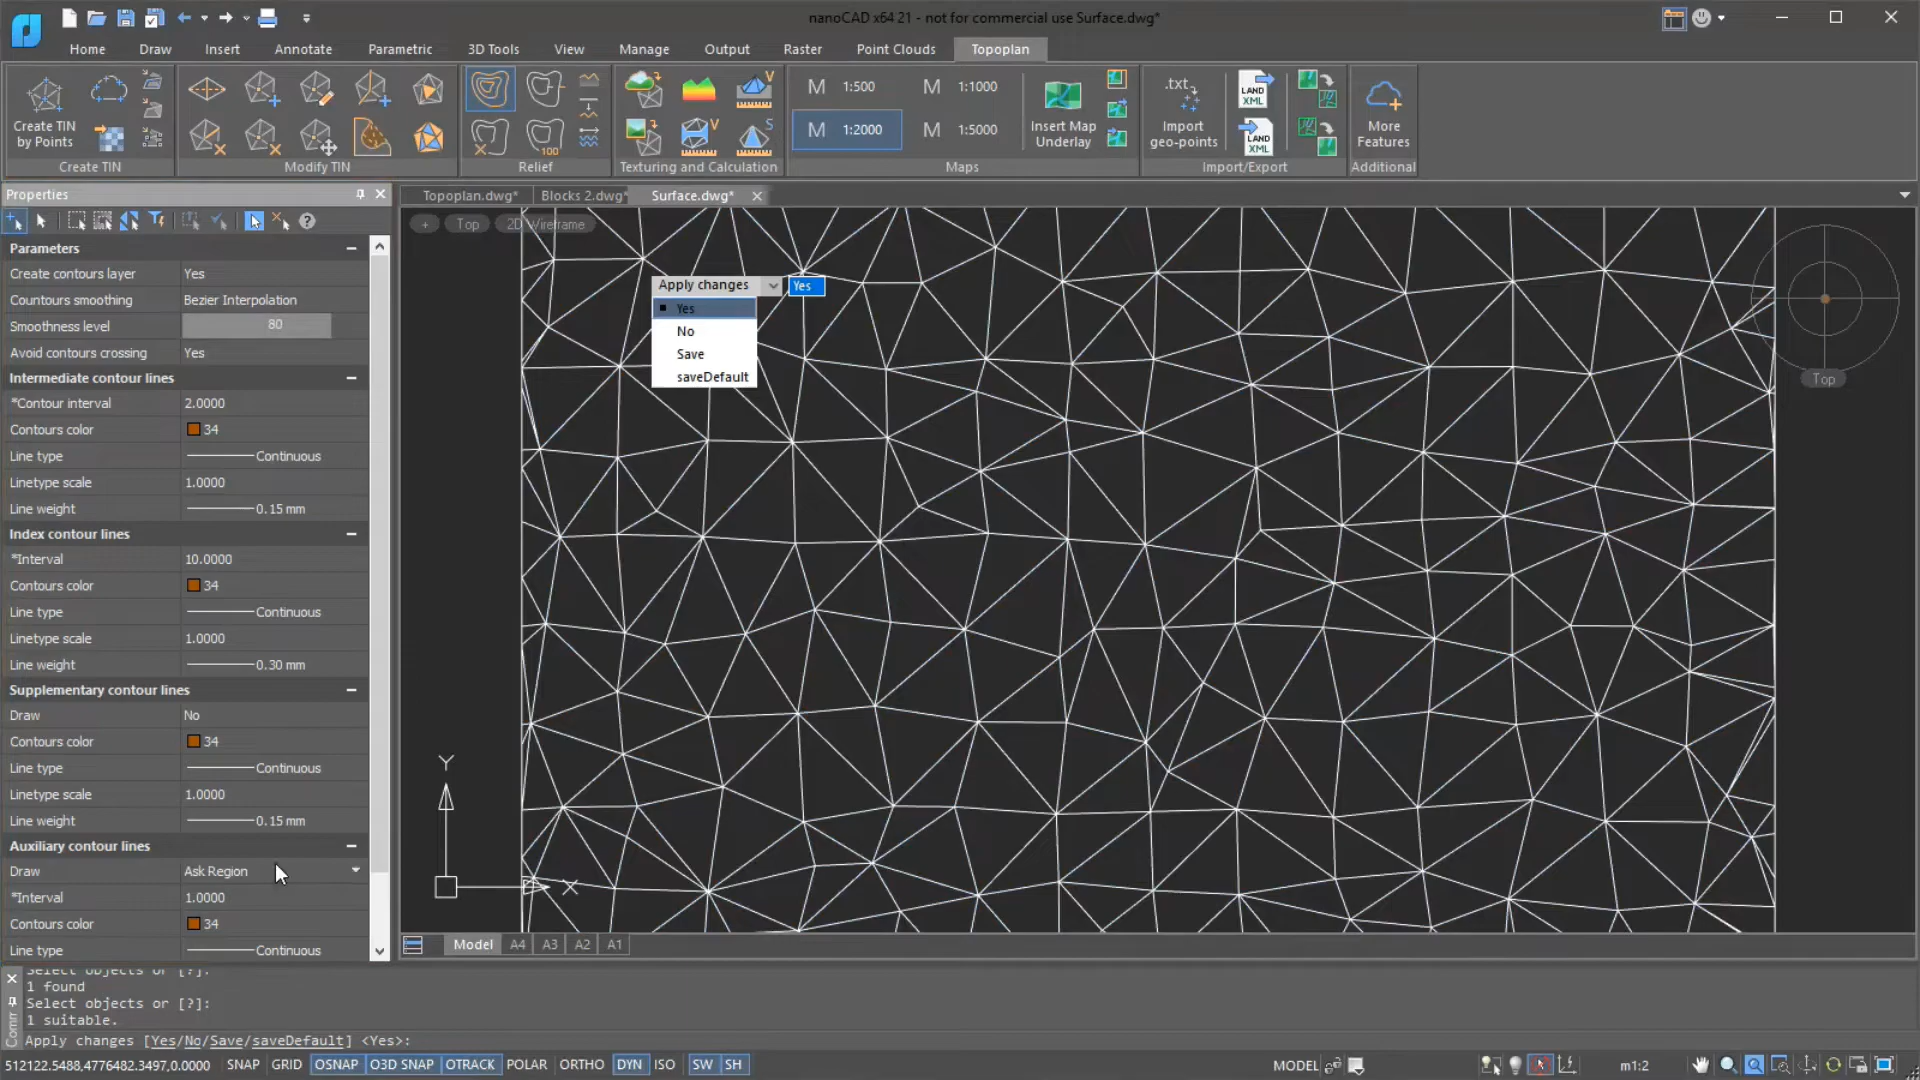 nanoCAD x64 21 - not for commercial use Surface.dwg*
Home Draw Insert Annotate Parametric 3D Tools View Manage Output Raster Point Clouds Topoplan
Create TIN by Points
Create TIN
Modify TIN
100
Relief
V
V
S
Texturing and Calculation
M 1:500 M 1:1000
M 1:2000 M 1:5000
Insert Map Underlay
Maps
.txt
Import geo-points
LAND XML
LAND XML
Import/Export
More Features
Additional
Properties
Topoplan.dwg* Blocks 2.dwg* Surface.dwg*
+ Top 2D Wireframe
Parameters
Create contours layer Yes
Countours smoothing Bezier Interpolation
Smoothness level 80
Avoid contours crossing Yes
Intermediate contour lines
*Contour interval 2.0000
Contours color 34
Line type Continuous
Linetype scale 1.0000
Line weight 0.15 mm
Index contour lines
*Interval 10.0000
Contours color 34
Line type Continuous
Linetype scale 1.0000
Line weight 0.30 mm
Supplementary contour lines
Draw No
Contours color 34
Line type Continuous
Linetype scale 1.0000
Line weight 0.15 mm
Auxiliary contour lines
Draw Ask Region
*Interval 1.0000
Contours color 34
Line type Continuous
Apply changes Yes
Yes
No
Save
saveDefault
Top
Y
X
Model A4 A3 A2 A1
Comm
Select objects or [?]:
1 found
Select objects or [?]:
1 suitable.
Apply changes [Yes/No/Save/saveDefault] <Yes>:
512122.5488,4776482.3497,0.0000 SNAP GRID OSNAP O3D SNAP OTRACK POLAR ORTHO DYN ISO SW SH MODEL m1:2